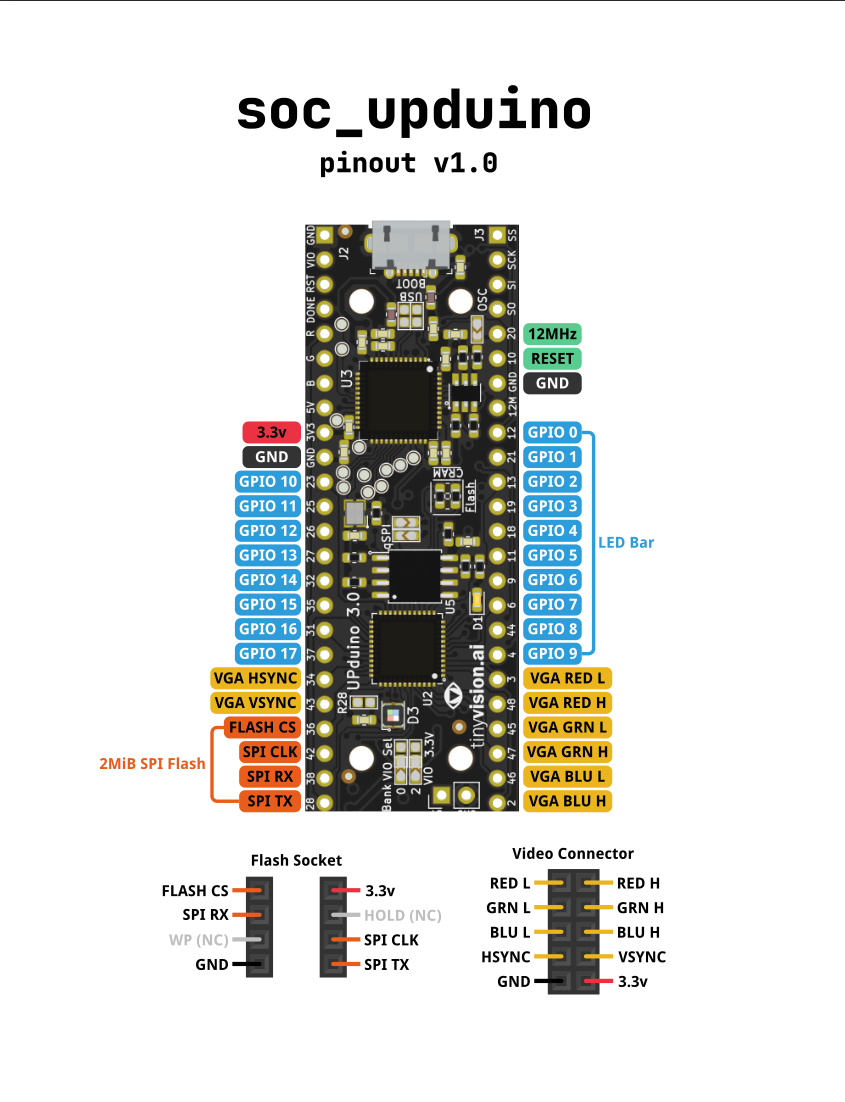 soc_upduino
pinout v1.0
GND
VIO
RST
DONE
R
G
B
5V
3V3
GND
23
25
26
27
32
35
31
37
34
43
36
42
38
28
J2
J3
SS
SCK
SI
SO
20
10
GND
12M
12
21
13
19
18
11
9
6
44
4
3
48
45
47
46
2
BOOT
USB
OSC
U3
CRAM
Flash
qSPI
U5
D1
UPduino 3.0
tinyvision.ai
U2
R28
D3
Bank VIO Sel
0
2
VIO 3.3V
12MHz
RESET
GND
3.3v
GND
GPIO 10
GPIO 11
GPIO 12
GPIO 13
GPIO 14
GPIO 15
GPIO 16
GPIO 17
VGA HSYNC
VGA VSYNC
FLASH CS
SPI CLK
SPI RX
SPI TX
2MiB SPI Flash
GPIO 0
GPIO 1
GPIO 2
GPIO 3
GPIO 4
GPIO 5
GPIO 6
GPIO 7
GPIO 8
GPIO 9
LED Bar
VGA RED L
VGA RED H
VGA GRN L
VGA GRN H
VGA BLU L
VGA BLU H
Flash Socket
FLASH CS
SPI RX
WP (NC)
GND
3.3v
HOLD (NC)
SPI CLK
SPI TX
Video Connector
RED L RED H
GRN L GRN H
BLU L BLU H
HSYNC VSYNC
GND 3.3v